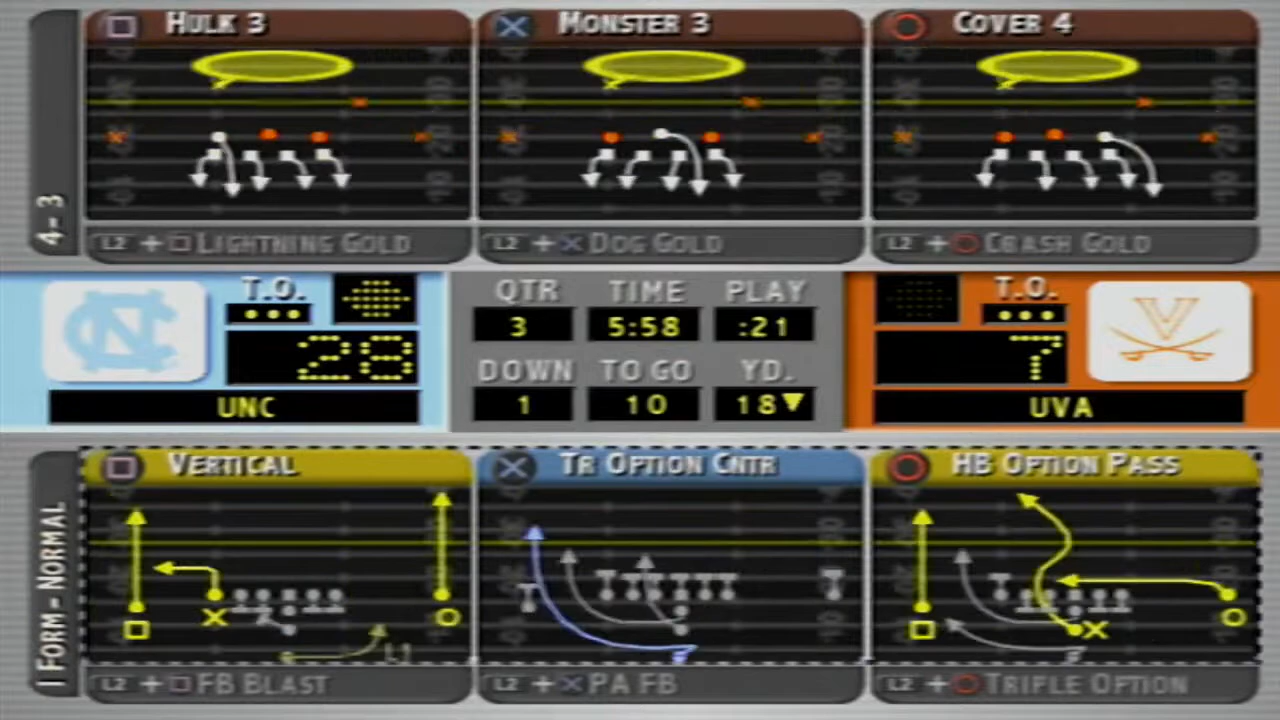 HULK 3
MONSTER 3
COVER 4
4-3
L2 + LIGHTNING GOLD
L2 + DOG GOLD
L2 + CRASH GOLD
NC
T.O.
28
UNC
QTR TIME PLAY
3 5:58 :21
DOWN TO GO YD.
1 10 18▼
T.O.
7
V
UVA
I FORM - NORMAL
VERTICAL
TR OPTION CNTR
HB OPTION PASS
L1
L2 + FB BLAST
L2 + PA FB
L2 + TRIPLE OPTION